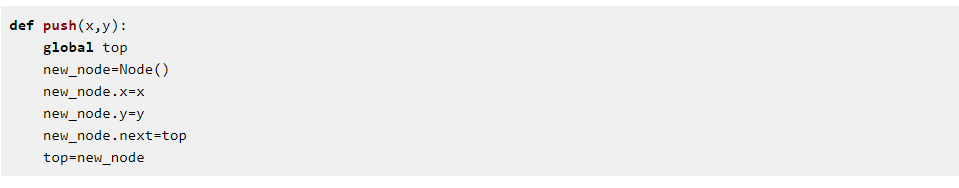 def push(x,y):
    global top
    new_node=Node()
    new_node.x=x
    new_node.y=y
    new_node.next=top
    top=new_node